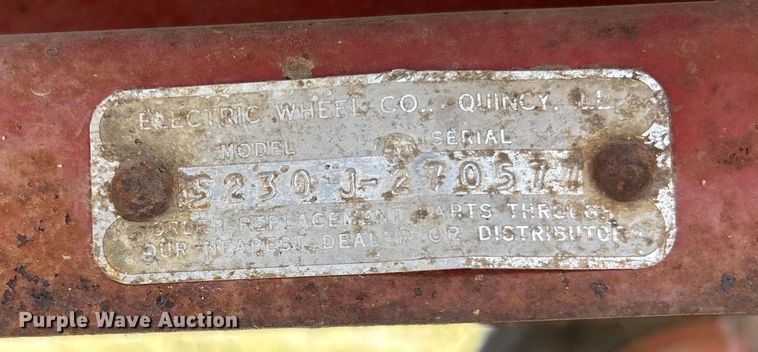 ELECTRIC WHEEL CO., QUINCY, ILL.
MODEL SERIAL
S230 J-270577
ORDER REPLACEMENT PARTS THROUGH
OUR NEAREST DEALER OR DISTRIBUTOR
Purple Wave Auction